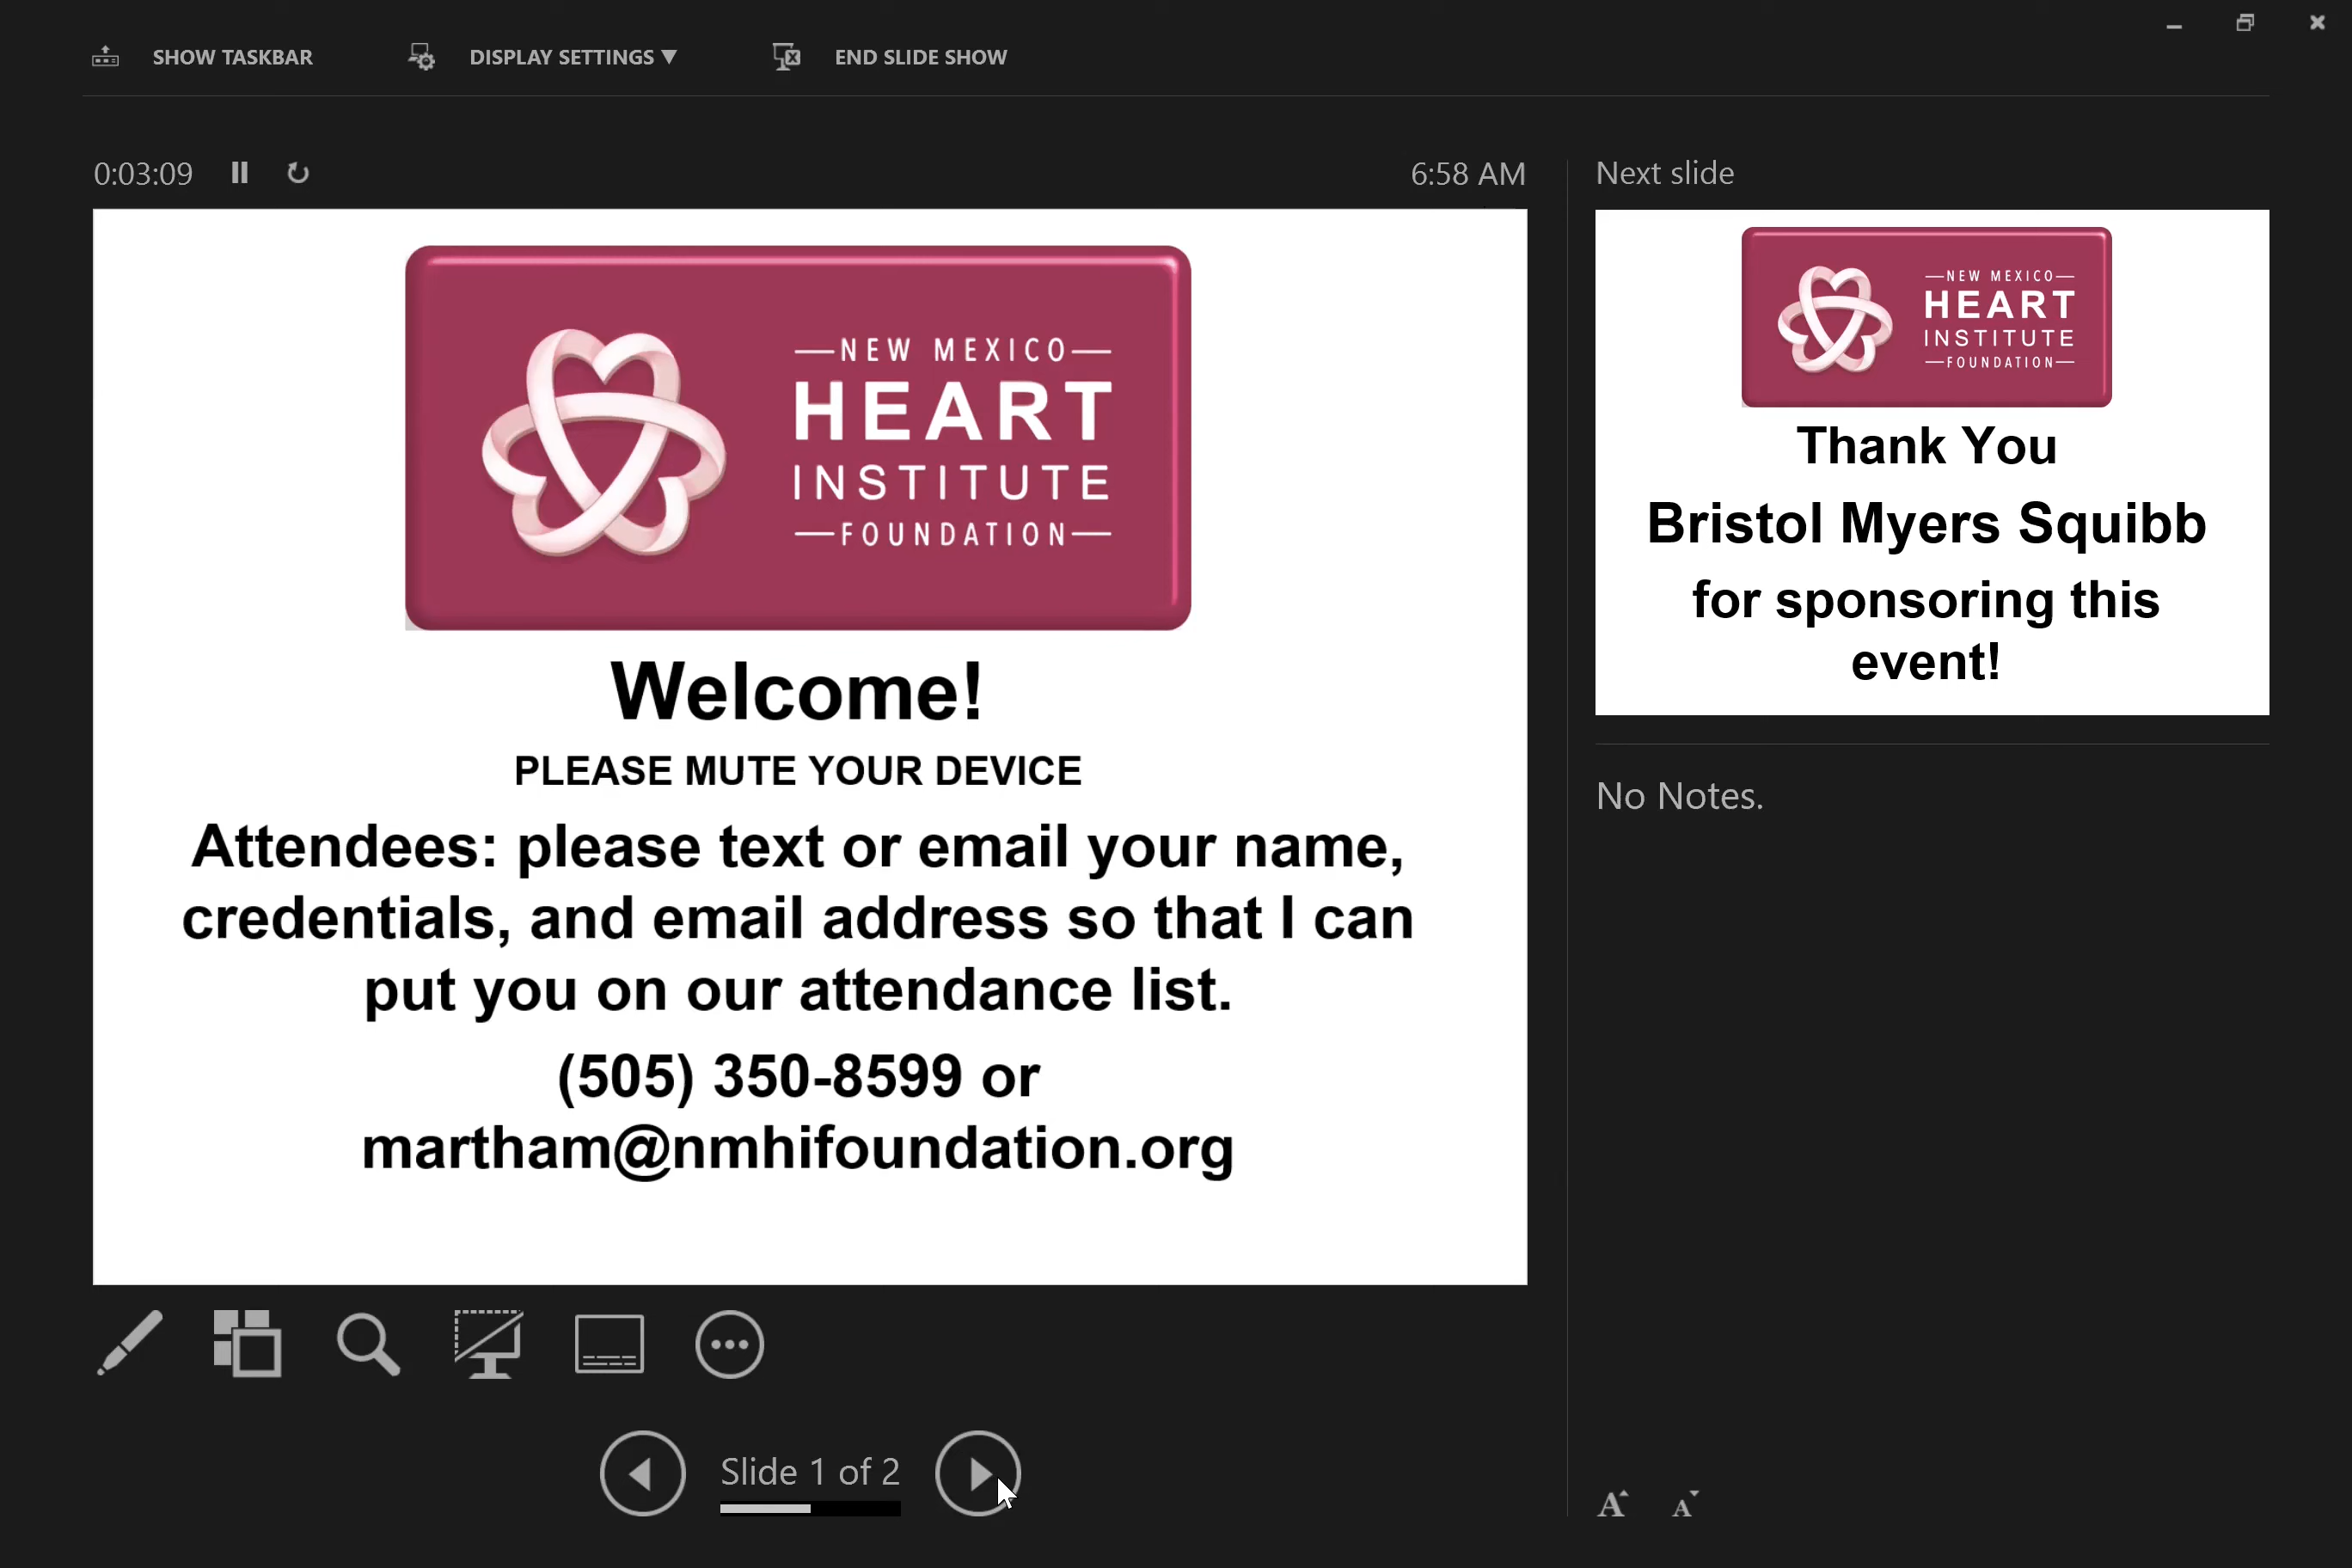 SHOW TASKBAR
DISPLAY SETTINGS ▼
END SLIDE SHOW
0:03:09
6:58 AM
NEW MEXICO
HEART
INSTITUTE
FOUNDATION
Welcome!
PLEASE MUTE YOUR DEVICE
Attendees: please text or email your name,
credentials, and email address so that I can
put you on our attendance list.
(505) 350-8599 or
martham@nmhifoundation.org
Slide 1 of 2
Next slide
NEW MEXICO
HEART
INSTITUTE
FOUNDATION
Thank You
Bristol Myers Squibb
for sponsoring this
event!
No Notes.
A A